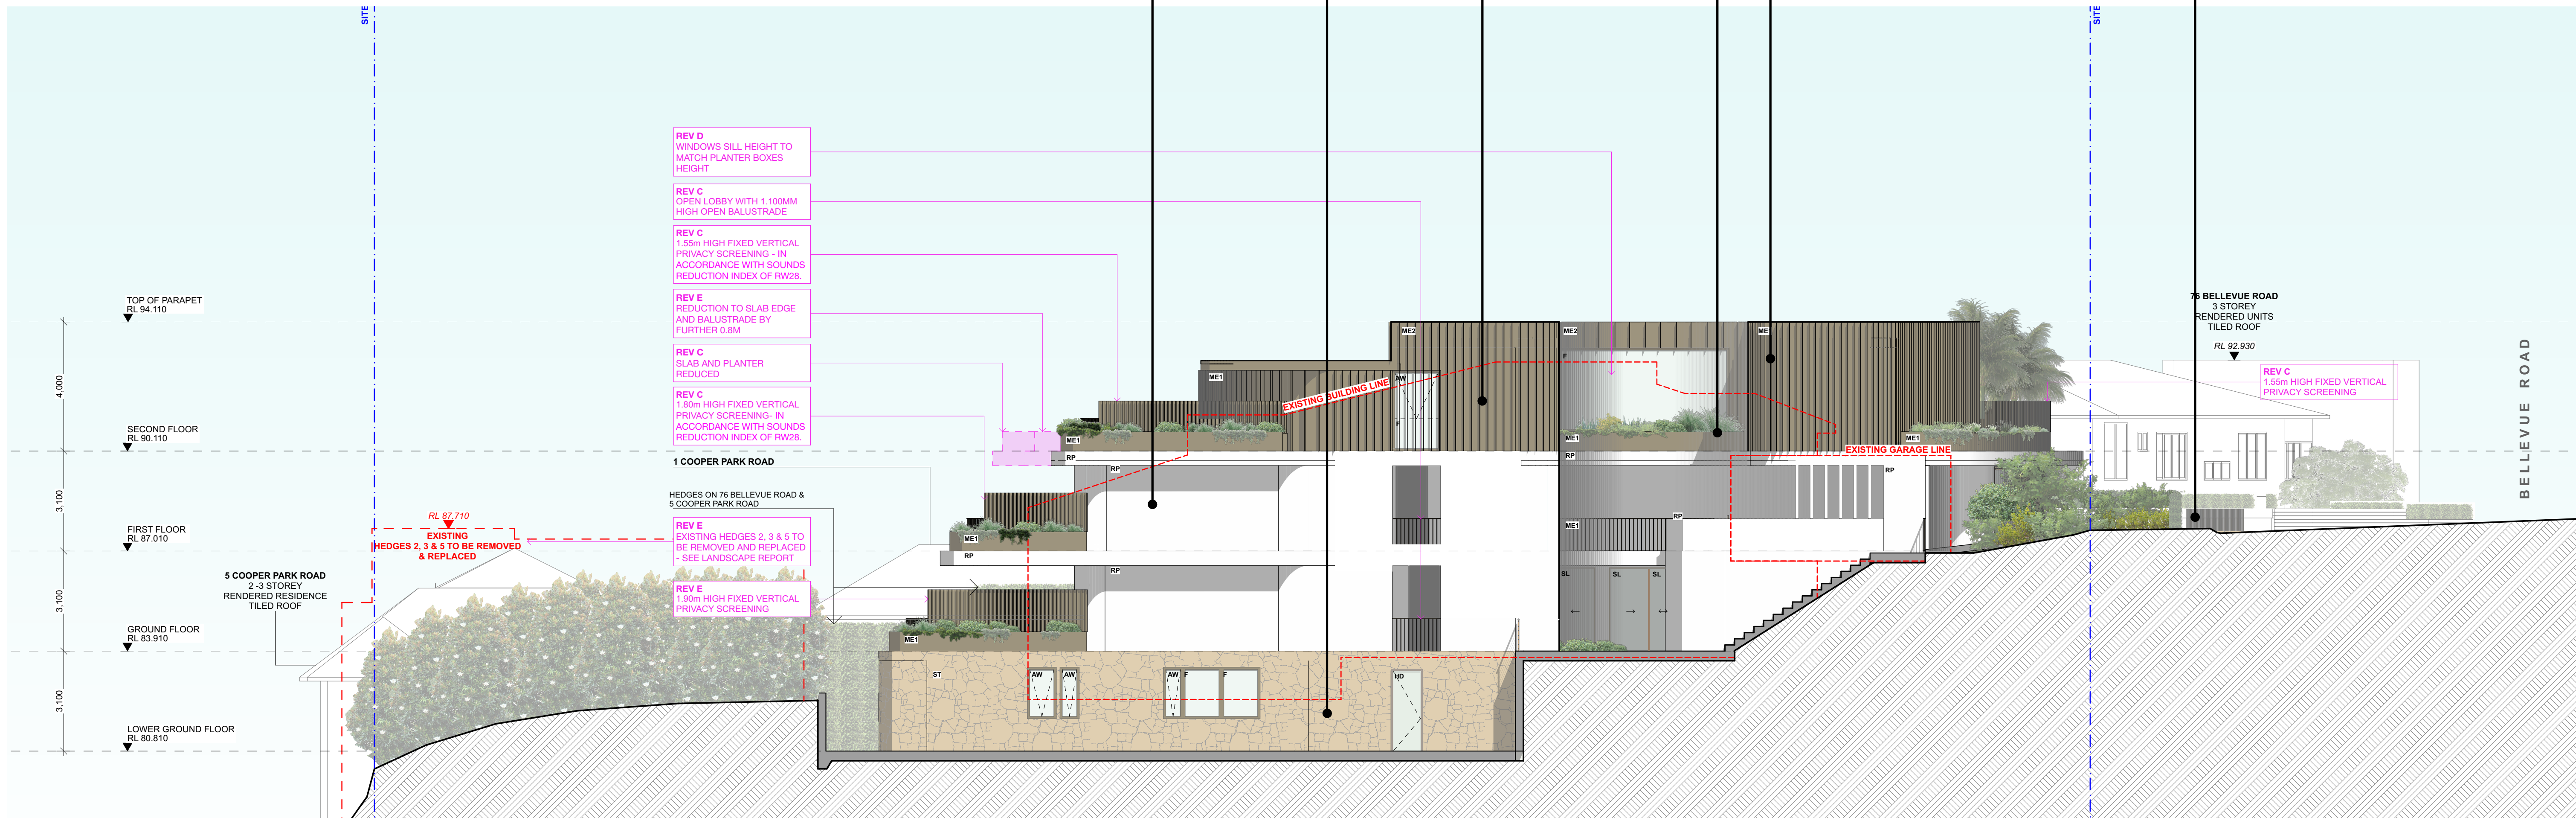 SITE
SITE
REV D
WINDOWS SILL HEIGHT TO
MATCH PLANTER BOXES
HEIGHT
REV C
OPEN LOBBY WITH 1.100MM
HIGH OPEN BALUSTRADE
REV C
1.55m HIGH FIXED VERTICAL
PRIVACY SCREENING - IN
ACCORDANCE WITH SOUNDS
REDUCTION INDEX OF RW28.
REV E
REDUCTION TO SLAB EDGE
AND BALUSTRADE BY
FURTHER 0.8M
REV C
SLAB AND PLANTER
REDUCED
REV C
1.80m HIGH FIXED VERTICAL
PRIVACY SCREENING- IN
ACCORDANCE WITH SOUNDS
REDUCTION INDEX OF RW28.
1 COOPER PARK ROAD
HEDGES ON 76 BELLEVUE ROAD &
5 COOPER PARK ROAD
REV E
EXISTING HEDGES 2, 3 & 5 TO
BE REMOVED AND REPLACED
- SEE LANDSCAPE REPORT
REV E
1.90m HIGH FIXED VERTICAL
PRIVACY SCREENING
TOP OF PARAPET
RL 94.110
4,000
SECOND FLOOR
RL 90.110
3,100
FIRST FLOOR
RL 87.010
3,100
GROUND FLOOR
RL 83.910
3,100
LOWER GROUND FLOOR
RL 80.810
RL 87.710
EXISTING
HEDGES 2, 3 & 5 TO BE REMOVED
& REPLACED
5 COOPER PARK ROAD
2 -3 STOREY
RENDERED RESIDENCE
TILED ROOF
ME2
ME2
ME
F
ME1
AW
F
EXISTING BUILDING LINE
ME1
ME1
ME1
RP
RP
RP
RP
EXISTING GARAGE LINE
ME1
RP
RP
ME1
RP
SL
SL
SL
ME1
ST
AW
AW
AW
F
F
HD
76 BELLEVUE ROAD
3 STOREY
RENDERED UNITS
TILED ROOF
RL 92.930
REV C
1.55m HIGH FIXED VERTICAL
PRIVACY SCREENING
BELLEVUE ROAD